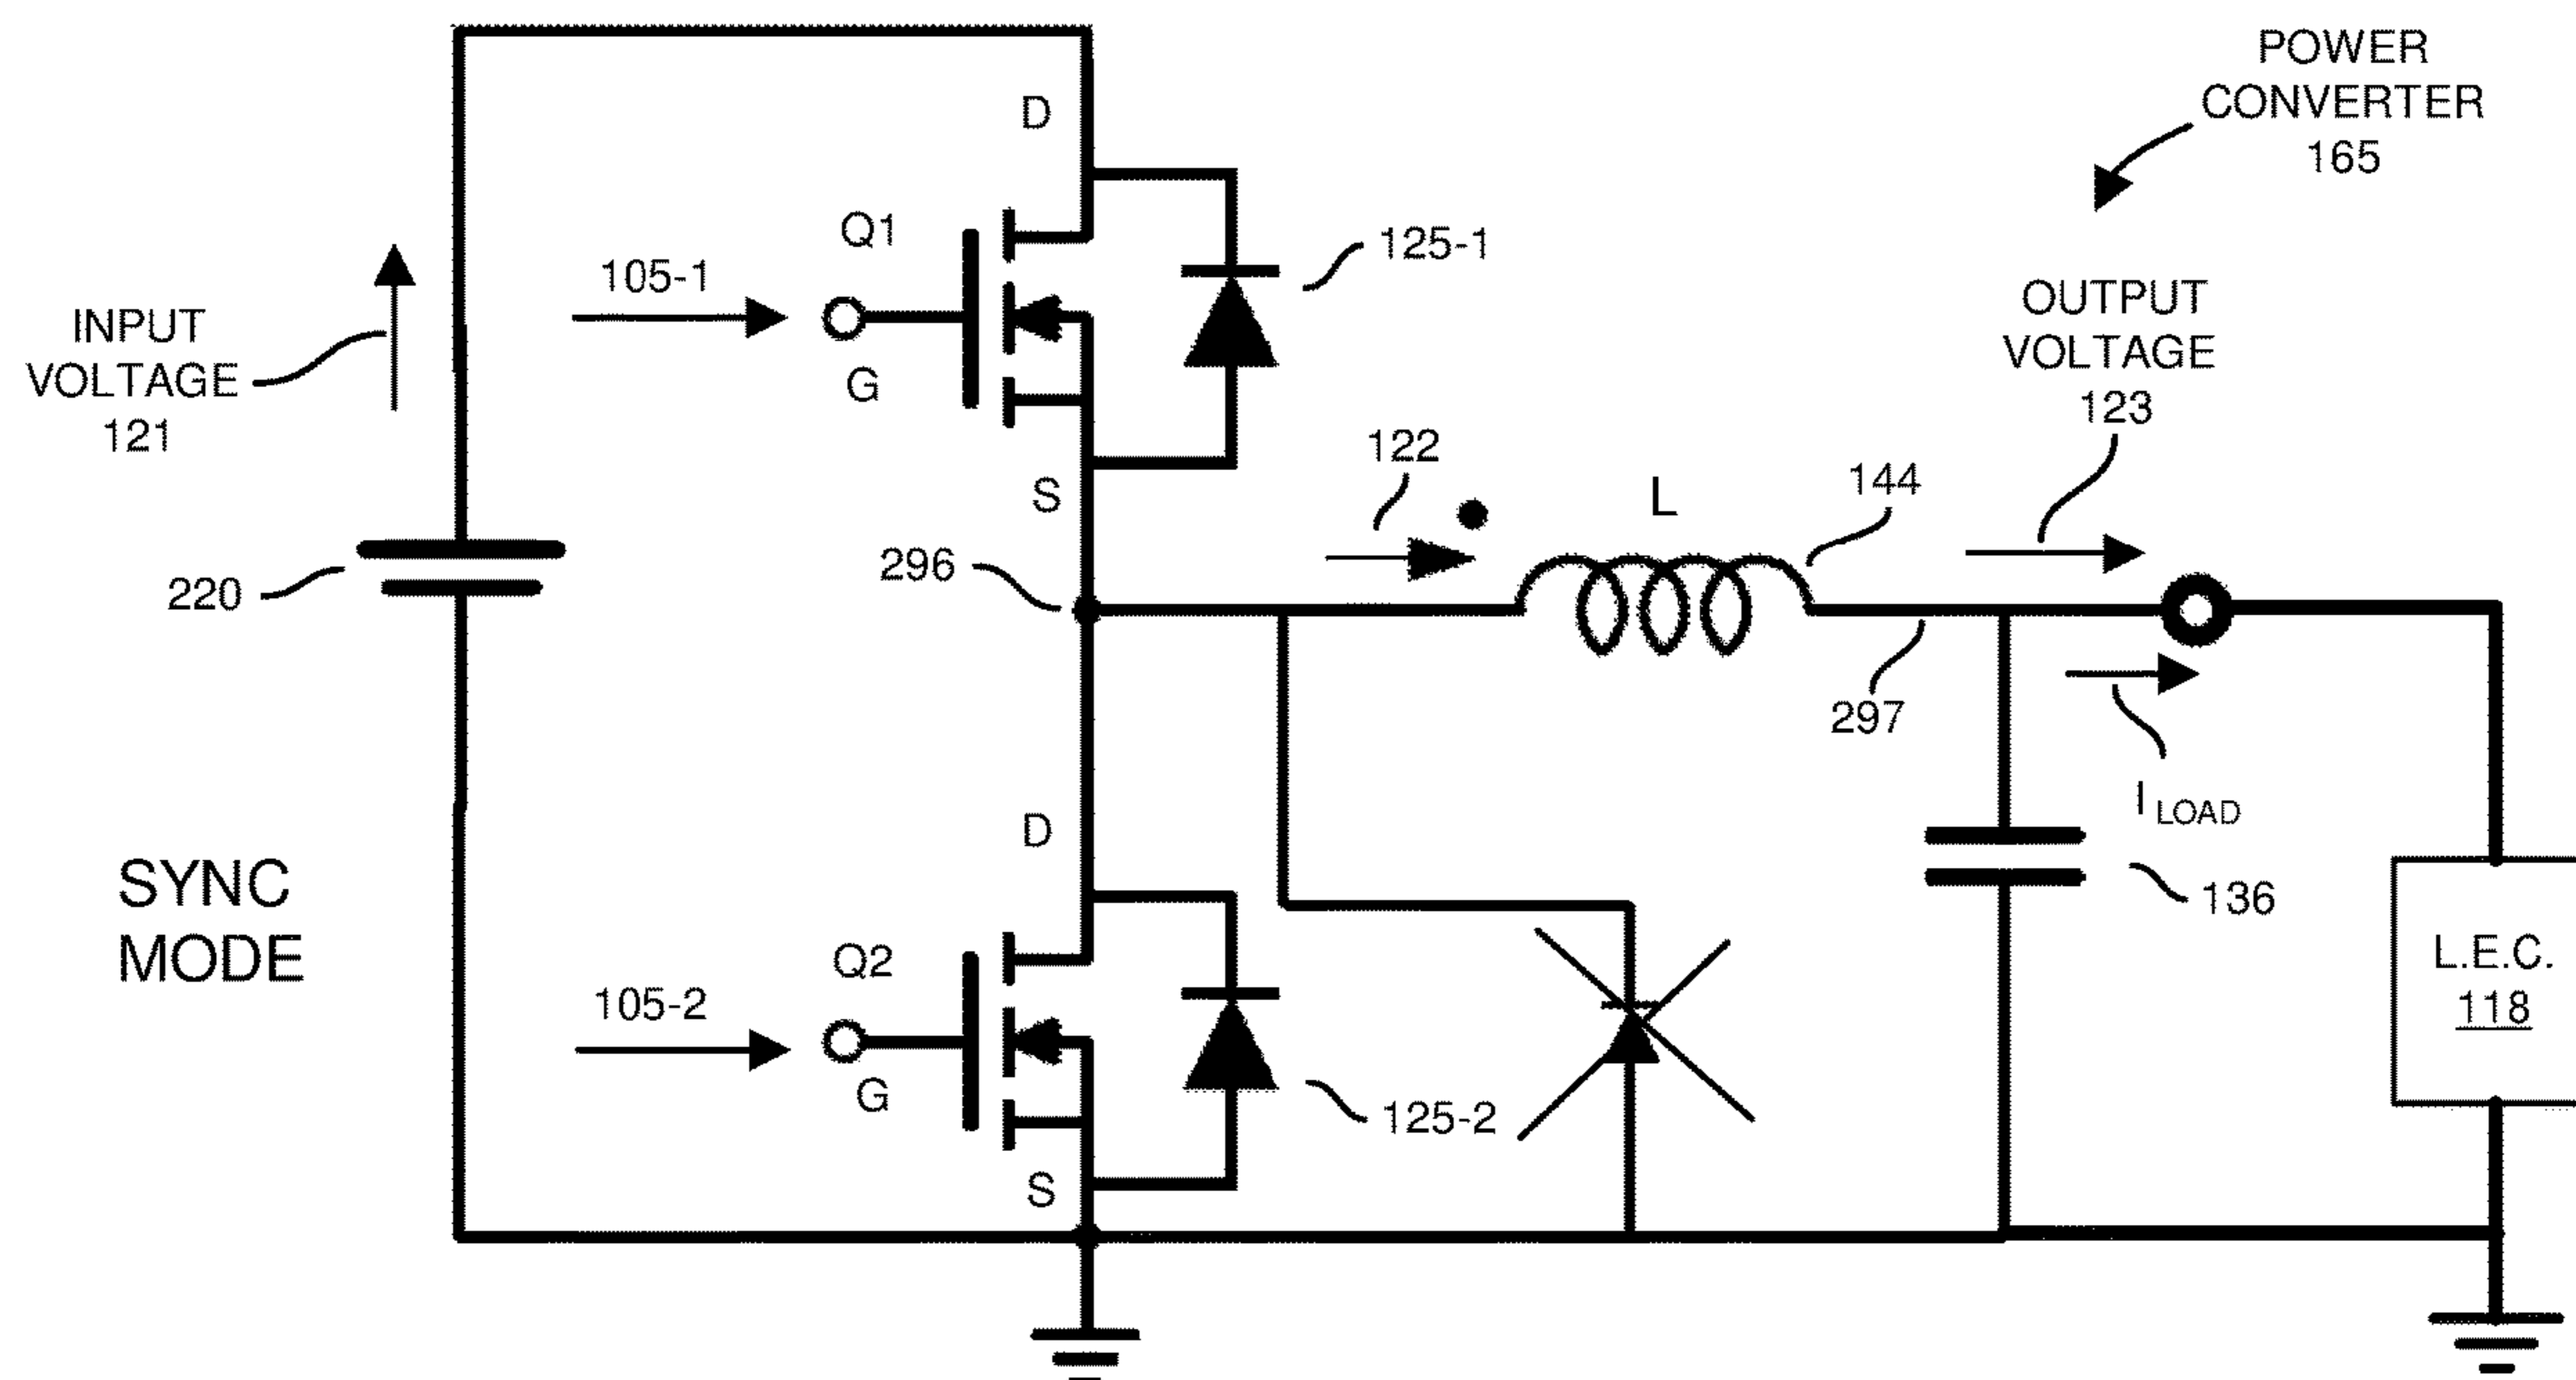 POWER
CONVERTER
165
D
Q1
105-1
G
125-1
INPUT
VOLTAGE
121
OUTPUT
VOLTAGE
123
122
L
144
S
296
220
297
I LOAD
D
SYNC
MODE
136
Q2
105-2
G
125-2
L.E.C.
118
S